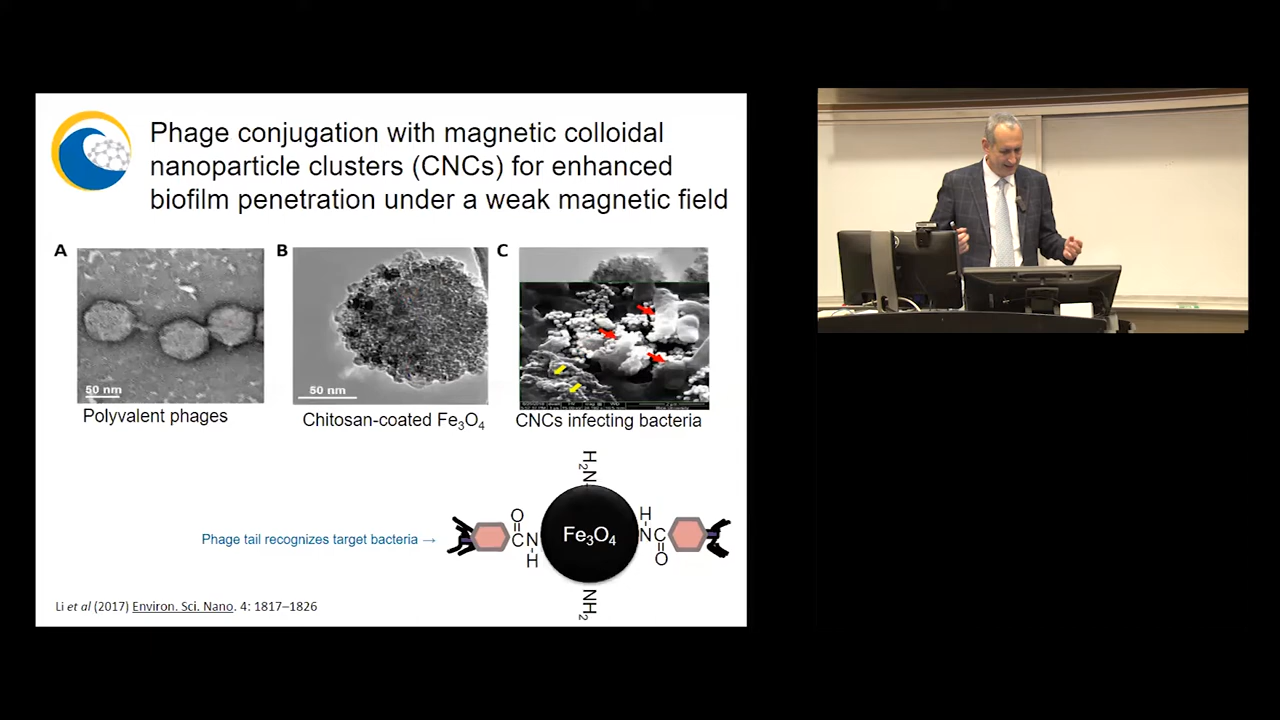 Phage conjugation with magnetic colloidal
nanoparticle clusters (CNCs) for enhanced
biofilm penetration under a weak magnetic field
A
B
C
50 nm
50 nm
Polyvalent phages
Chitosan-coated Fe₃O₄
CNCs infecting bacteria
H₂N
O
C N
H
Fe₃O₄
H
N C
O
NH₂
Phage tail recognizes target bacteria →
Li et al (2017) Environ. Sci. Nano. 4: 1817–1826